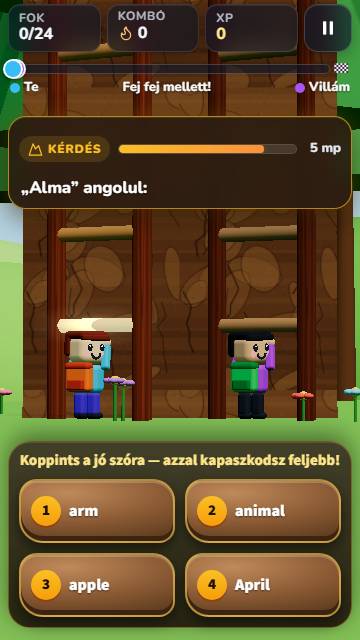 FOK
0/24
KOMBÓ
0
XP
0
Te
Fej fej mellett!
Villám
KÉRDÉS
5 mp
„Alma” angolul:
Koppints a jó szóra — azzal kapaszkodsz feljebb!
1 arm
2 animal
3 apple
4 April